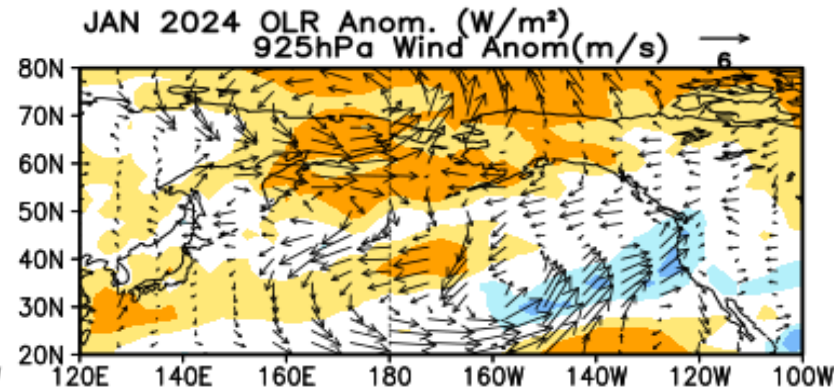 JAN 2024 OLR Anom. (W/m²)
925hPa Wind Anom(m/s)
6
80N
70N
60N
50N
40N
30N
20N
120E 140E 160E 180 160W 140W 120W 100W